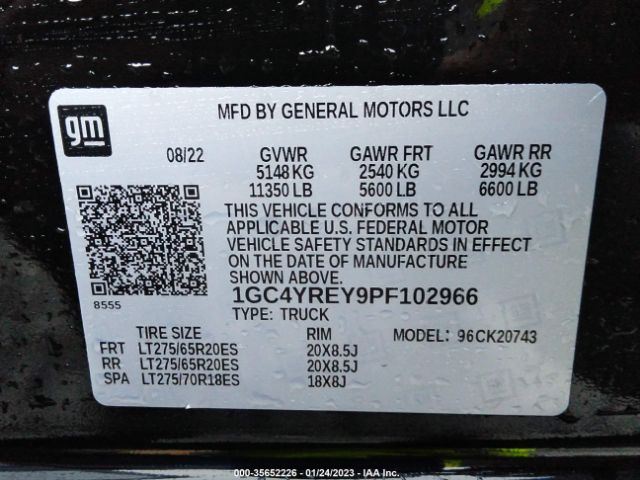 gm
MFD BY GENERAL MOTORS LLC
08/22 GVWR GAWR FRT GAWR RR
5148 KG 2540 KG 2994 KG
11350 LB 5600 LB 6600 LB
THIS VEHICLE CONFORMS TO ALL
APPLICABLE U.S. FEDERAL MOTOR
VEHICLE SAFETY STANDARDS IN EFFECT
ON THE DATE OF MANUFACTURE
SHOWN ABOVE.
8555
1GC4YREY9PF102966
TYPE: TRUCK
TIRE SIZE RIM MODEL: 96CK20743
FRT LT275/65R20ES 20X8.5J
RR LT275/65R20ES 20X8.5J
SPA LT275/70R18ES 18X8J
000-35652226 - 01/24/2023 - IAA Inc.